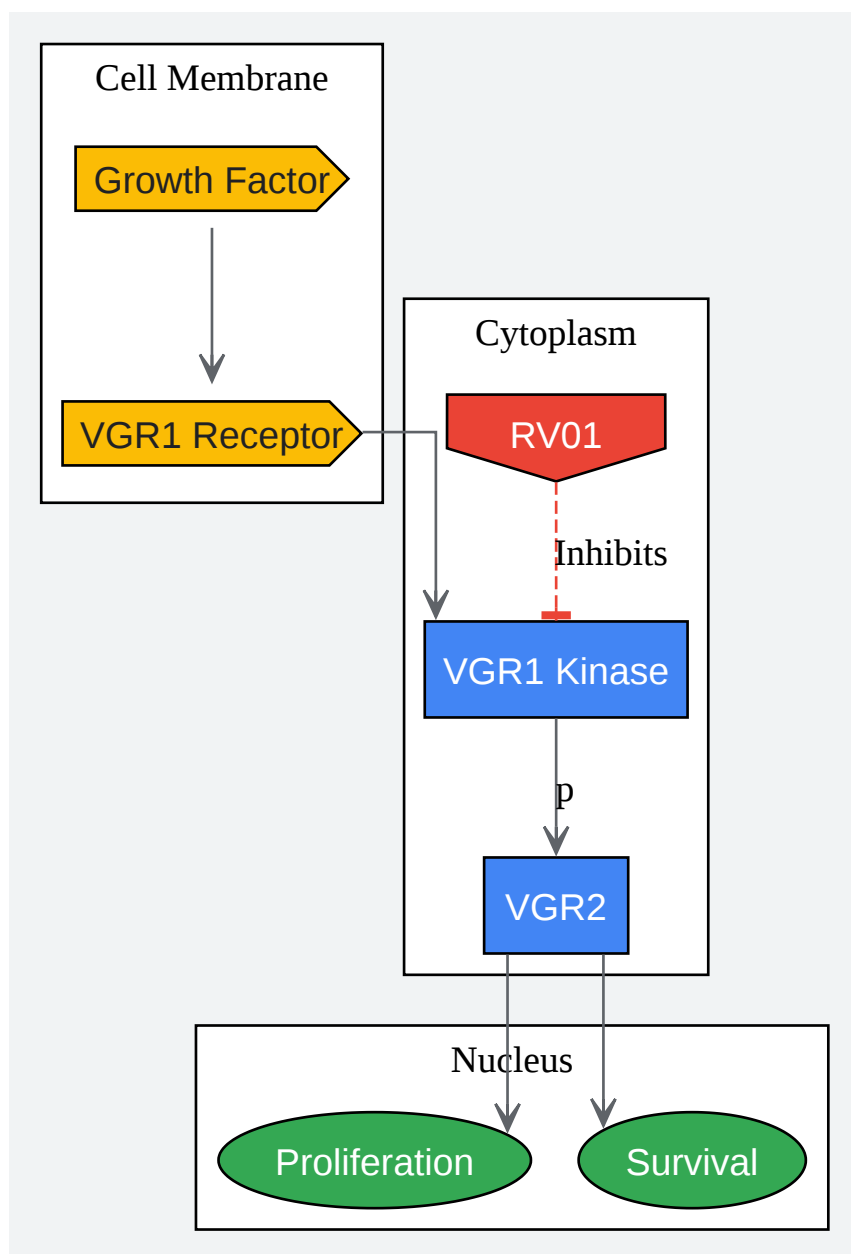 Cell Membrane
Growth Factor
VGR1 Receptor
Cytoplasm
RV01
Inhibits
VGR1 Kinase
p
VGR2
Nucleus
Proliferation
Survival